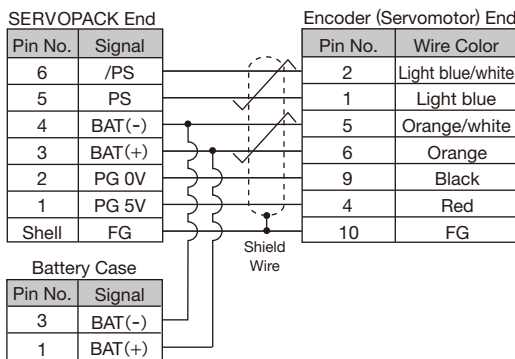 SERVOPACK End
Pin No. Signal
6 /PS
5 PS
4 BAT(-)
3 BAT(+)
2 PG 0V
1 PG 5V
Shell FG
Encoder (Servomotor) End
Pin No. Wire Color
2 Light blue/white
1 Light blue
5 Orange/white
6 Orange
9 Black
4 Red
10 FG
Shield
Wire
Battery Case
Pin No. Signal
3 BAT(-)
1 BAT(+)